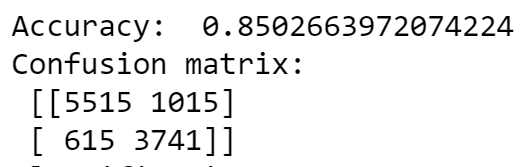 Accuracy:  0.8502663972074224
Confusion matrix:
 [[5515 1015]
 [ 615 3741]]